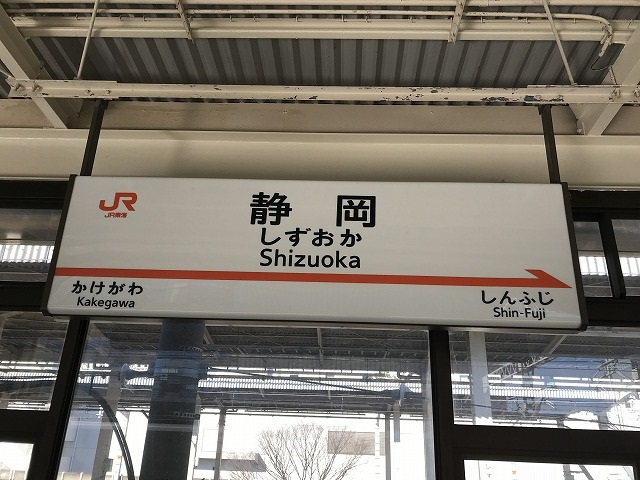 JR
JR東海
静岡
しずおか
Shizuoka
かけがわ
Kakegawa
しんふじ
Shin-Fuji